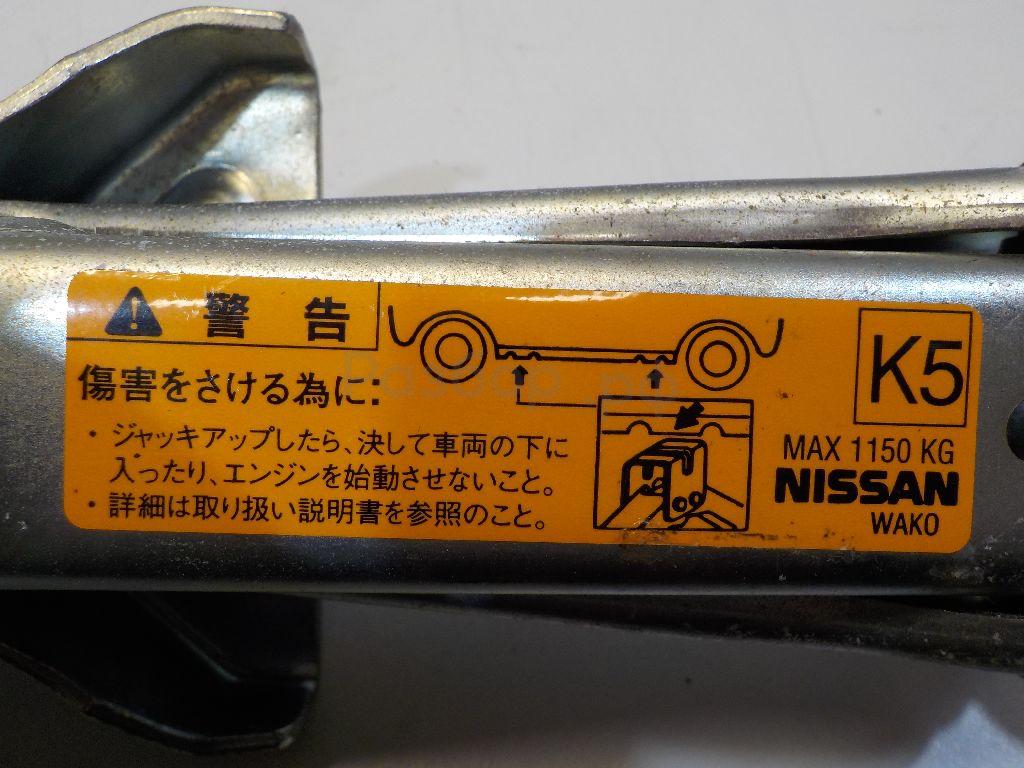 警告
傷害をさける為に:
・ジャッキアップしたら、決して車両の下に
入ったり、エンジンを始動させないこと。
・詳細は取り扱い説明書を参照のこと。
K5
MAX 1150 KG
NISSAN
WAKO